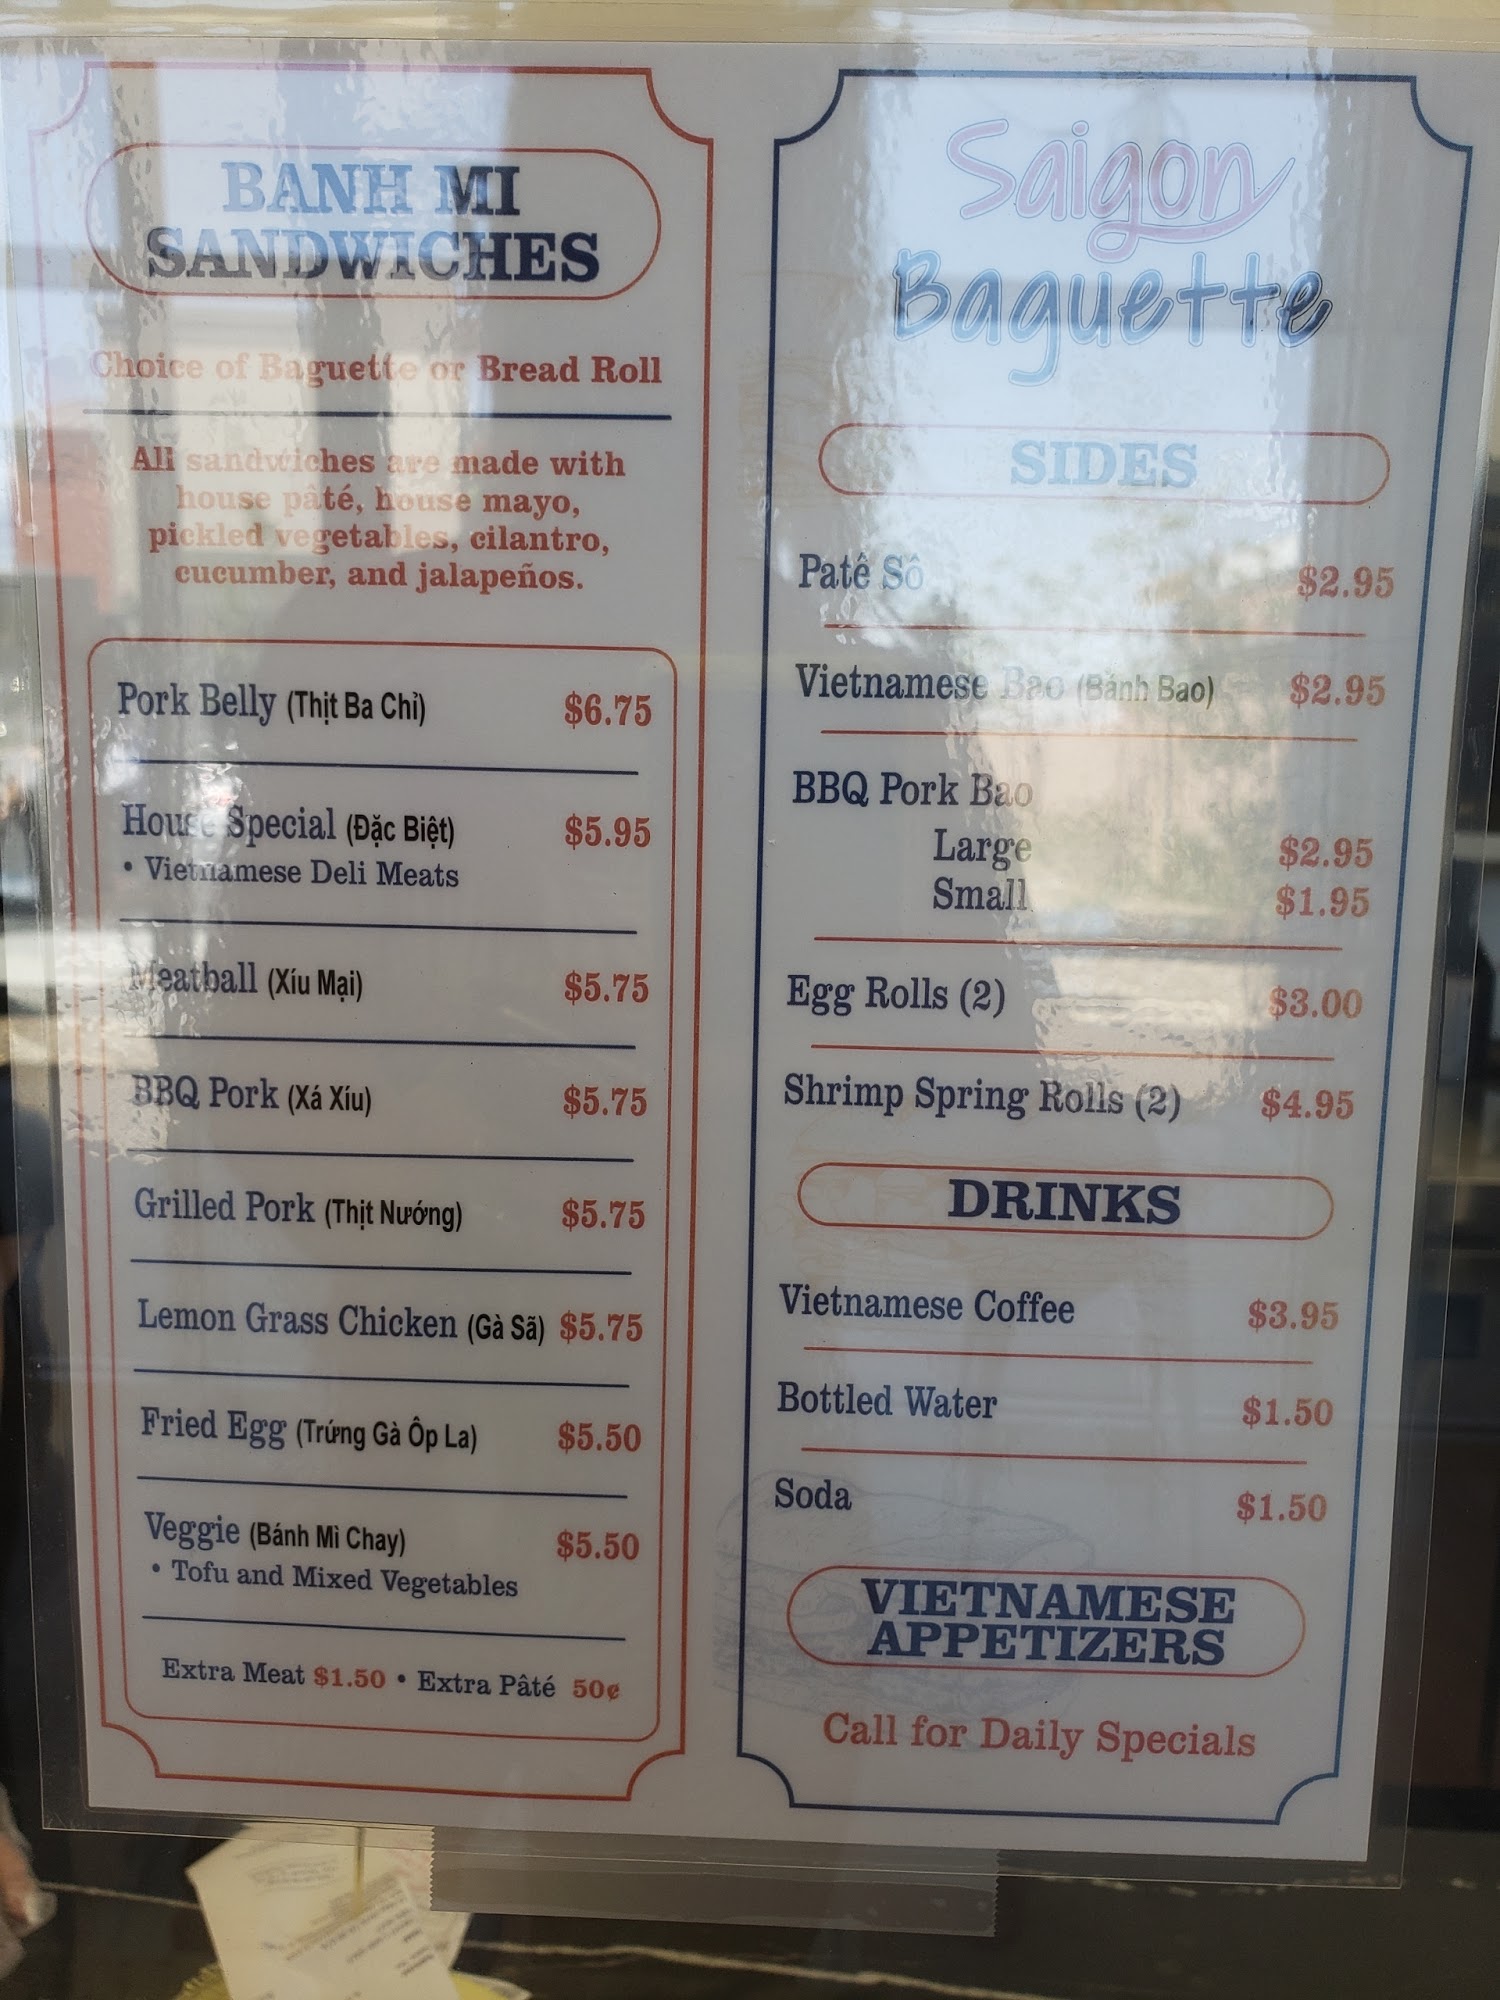 BANH MI
SANDWICHES
Choice of Baguette or Bread Roll
All sandwiches are made with
house pâté, house mayo,
pickled vegetables, cilantro,
cucumber, and jalapeños.
Pork Belly (Thịt Ba Chỉ) $6.75
House Special (Đặc Biệt) $5.95
• Vietnamese Deli Meats
Meatball (Xíu Mại) $5.75
BBQ Pork (Xá Xíu) $5.75
Grilled Pork (Thịt Nướng) $5.75
Lemon Grass Chicken (Gà Sã) $5.75
Fried Egg (Trứng Gà Ôp La) $5.50
Veggie (Bánh Mì Chay) $5.50
• Tofu and Mixed Vegetables
Extra Meat $1.50 • Extra Pâté 50¢
Saigon
Baguette
SIDES
Patê Sô $2.95
Vietnamese Bao (Bánh Bao) $2.95
BBQ Pork Bao
Large $2.95
Small $1.95
Egg Rolls (2) $3.00
Shrimp Spring Rolls (2) $4.95
DRINKS
Vietnamese Coffee $3.95
Bottled Water $1.50
Soda $1.50
VIETNAMESE
APPETIZERS
Call for Daily Specials